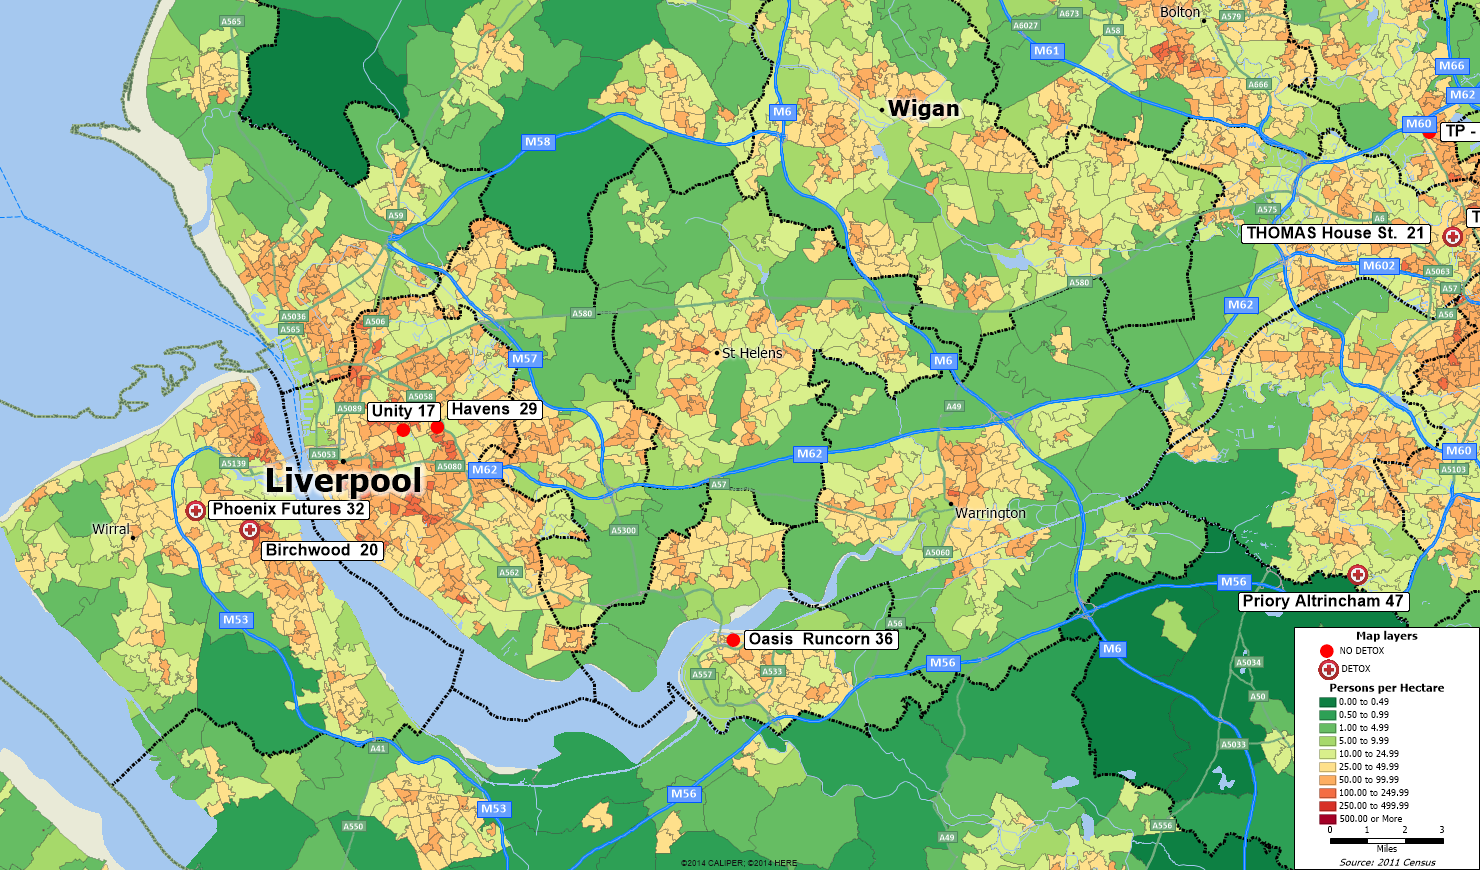 A565
Bolton
A673
A579
A6027
A58
M61
M66
A666
M62
M6
Wigan
M60
TP -
M58
A59
A575
A6
T
THOMAS House St.  21
M602
A5063
A57
A580
M62
A56
A5036
A565
A506
A580
M57
St Helens
M6
A5058
A5089
Unity 17
Havens  29
A49
A5053
A5139
A5080
M62
M62
M60
A5103
Liverpool
A57
Phoenix Futures 32
Wirral
Warrington
A5300
Birchwood  20
A5060
A562
M56
Priory Altrincham 47
M53
A56
Oasis  Runcorn 36
M6
M56
A557
A533
A5034
A50
A41
A5033
M56
M53
A550
A556
A49
©2014 CALIPER; ©2014 HERE
Map layers
NO DETOX
DETOX
Persons per Hectare
0.00 to 0.49
0.50 to 0.99
1.00 to 4.99
5.00 to 9.99
10.00 to 24.99
25.00 to 49.99
50.00 to 99.99
100.00 to 249.99
250.00 to 499.99
500.00 or More
0 1 2 3
Miles
Source: 2011 Census